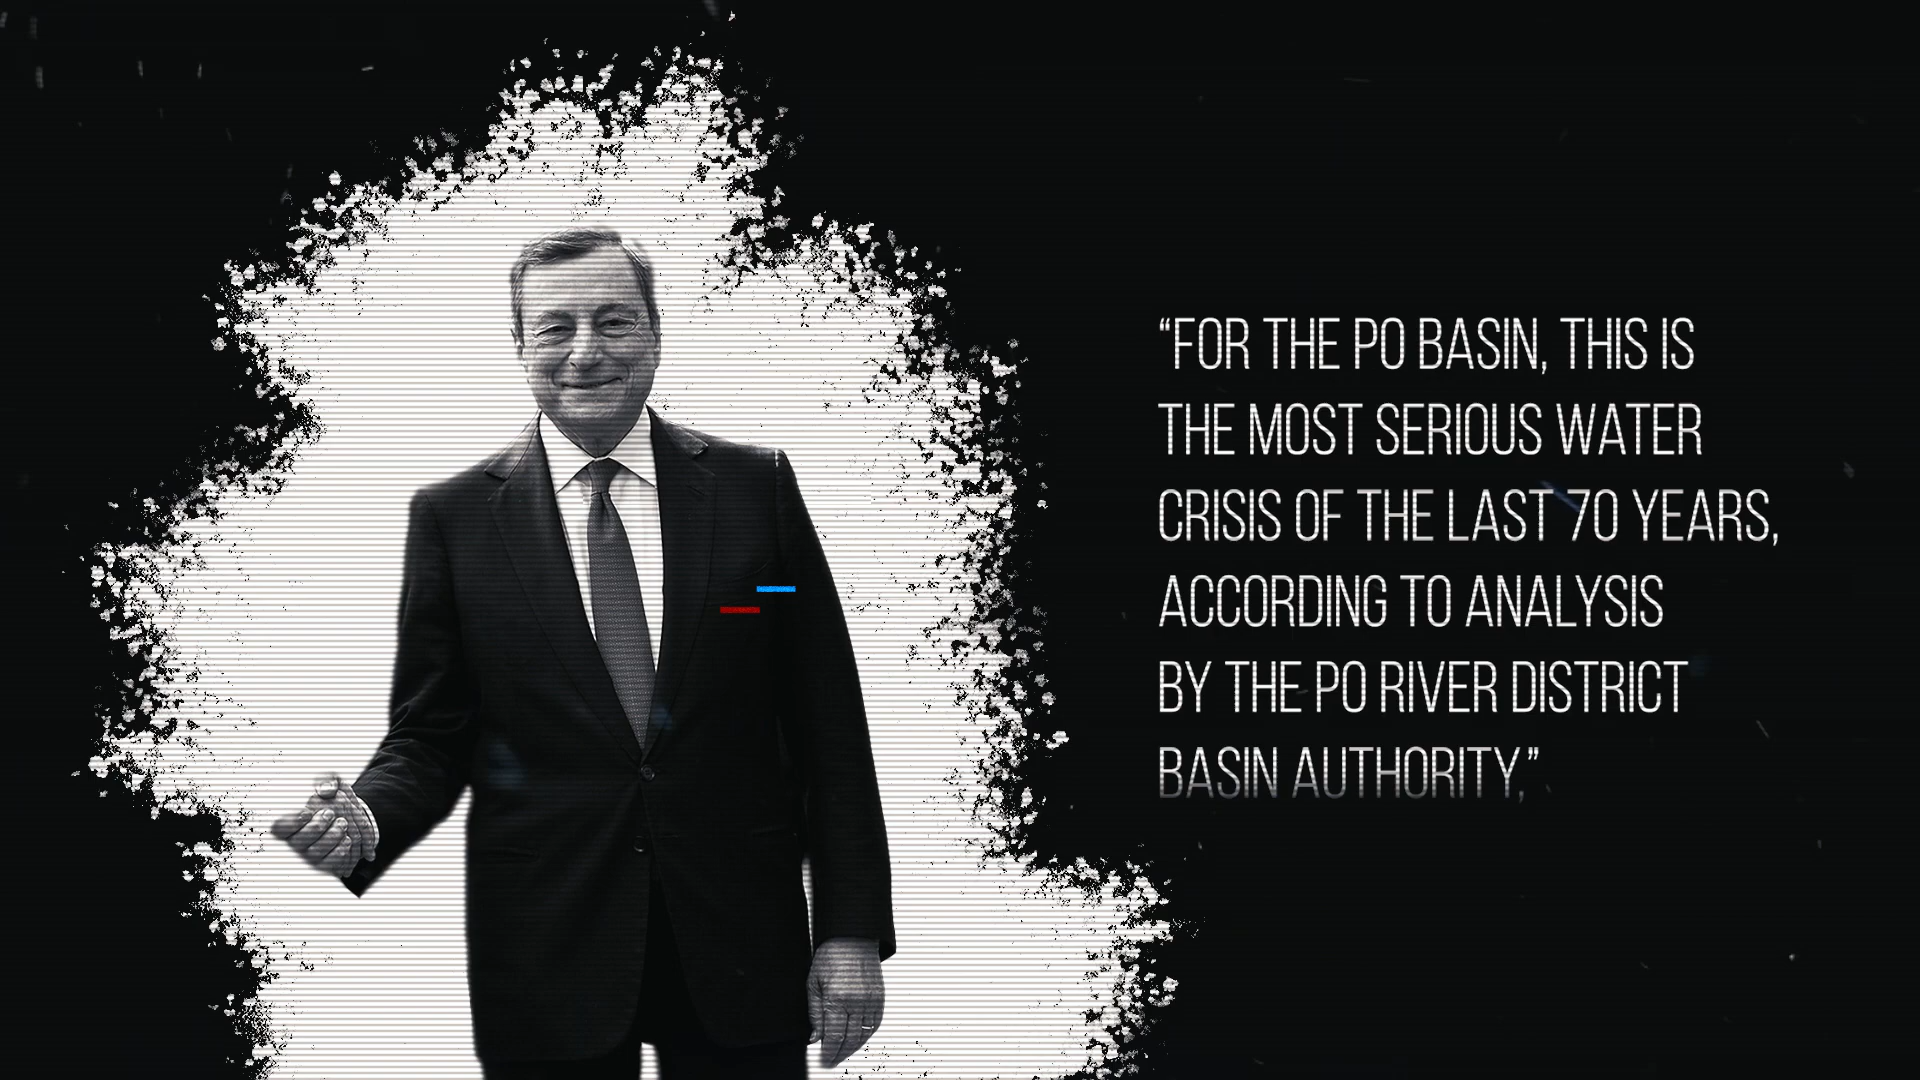 “FOR THE PO BASIN, THIS IS
THE MOST SERIOUS WATER
CRISIS OF THE LAST 70 YEARS,
ACCORDING TO ANALYSIS
BY THE PO RIVER DISTRICT
BASIN AUTHORITY,”